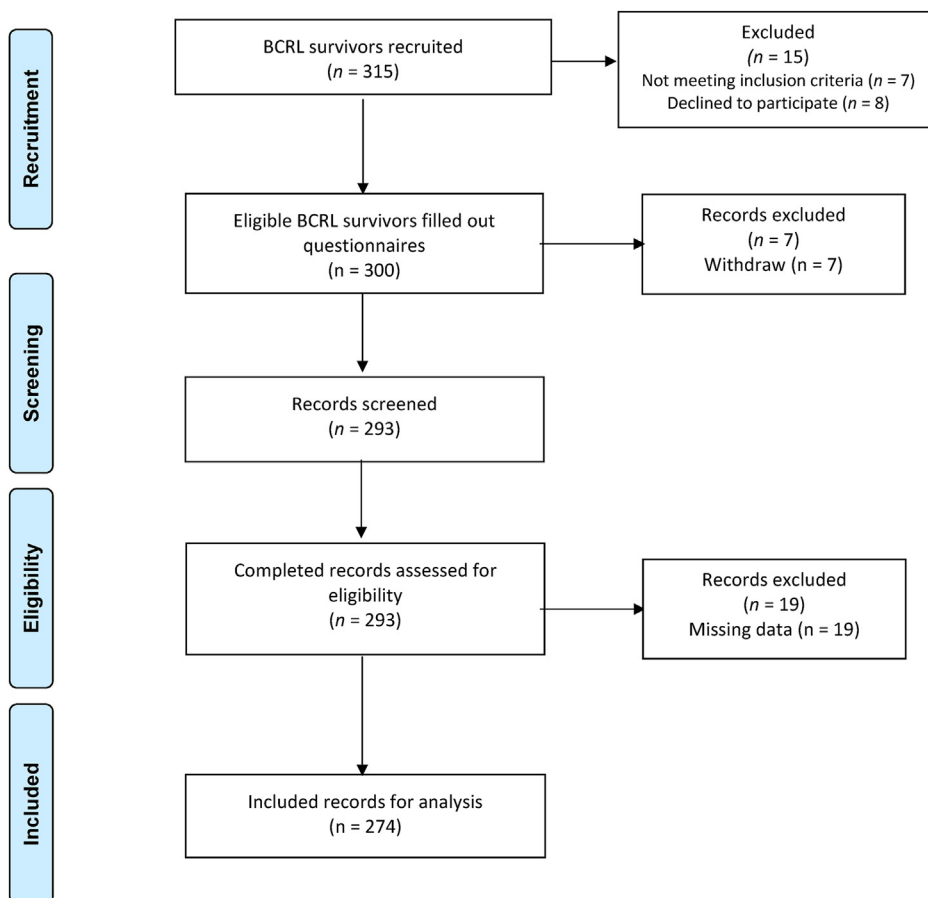 Recruitment
BCRL survivors recruited
(n = 315)
Excluded
(n = 15)
Not meeting inclusion criteria (n = 7)
Declined to participate (n = 8)
Eligible BCRL survivors filled out
questionnaires
(n = 300)
Records excluded
(n = 7)
Withdraw (n = 7)
Screening
Records screened
(n = 293)
Eligibility
Completed records assessed for
eligibility
(n = 293)
Records excluded
(n = 19)
Missing data (n = 19)
Included
Included records for analysis
(n = 274)